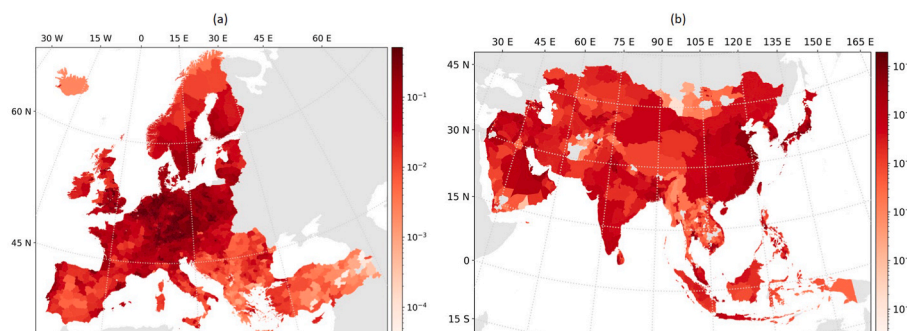 (a)
(b)
30 W 15 W 0 15 E 30 E 45 E 60 E
30 E 45 E 60 E 75 E 90 E 105 E 120 E 135 E 150 E 165 E
60 N
45 N
10⁻¹
10⁻²
10⁻³
10⁻⁴
45 N
30 N
15 N
0
15 S